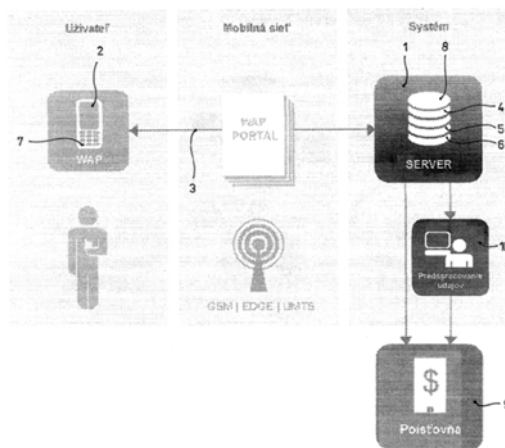 Užívateľ
Mobilná sieť
Systém
2
1
8
4
5
6
7
WAP
3
WAP
PORTAL
SERVER
Predspracovanie
údajov
GSM | EDGE | UMTS
$
Poisťovňa